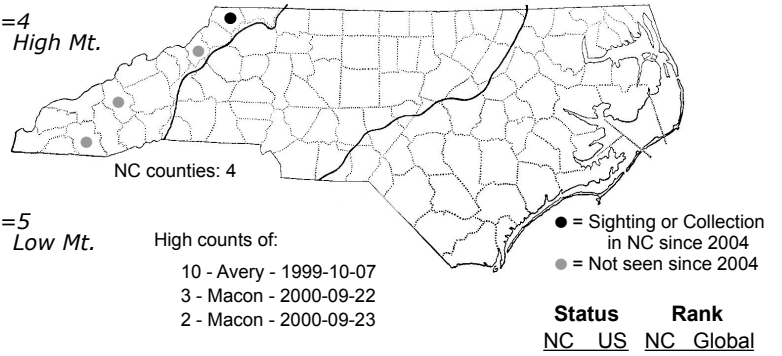 =4
High Mt.
NC counties: 4
=5
Low Mt.
High counts of:
10 - Avery - 1999-10-07
3 - Macon - 2000-09-22
2 - Macon - 2000-09-23
● = Sighting or Collection
in NC since 2004
● = Not seen since 2004
Status Rank
NC US NC Global